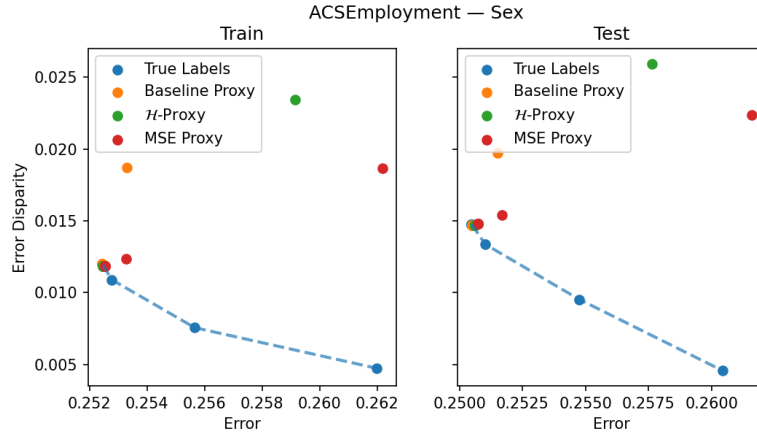 ACSEmployment — Sex
Train
Test
True Labels
Baseline Proxy
ℋ-Proxy
MSE Proxy
True Labels
Baseline Proxy
ℋ-Proxy
MSE Proxy
Error Disparity
0.025
0.020
0.015
0.010
0.005
0.252 0.254 0.256 0.258 0.260 0.262
0.2500 0.2525 0.2550 0.2575 0.2600
Error
Error